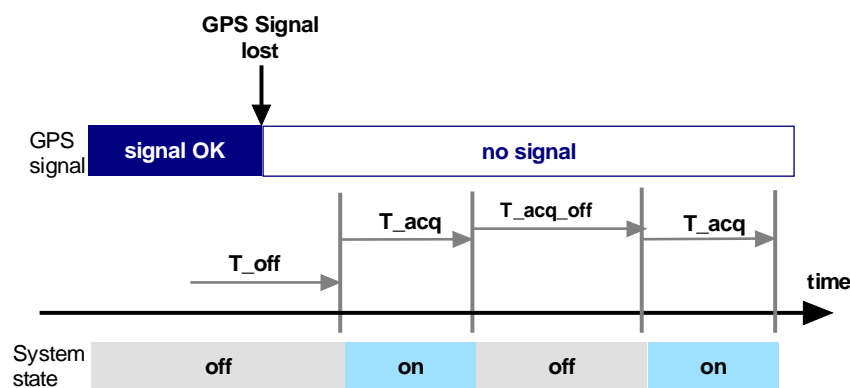 GPS Signal
lost
GPS
signal
signal OK
no signal
T_acq
T_acq_off
T_acq
T_off
time
System
state
off
on
off
on